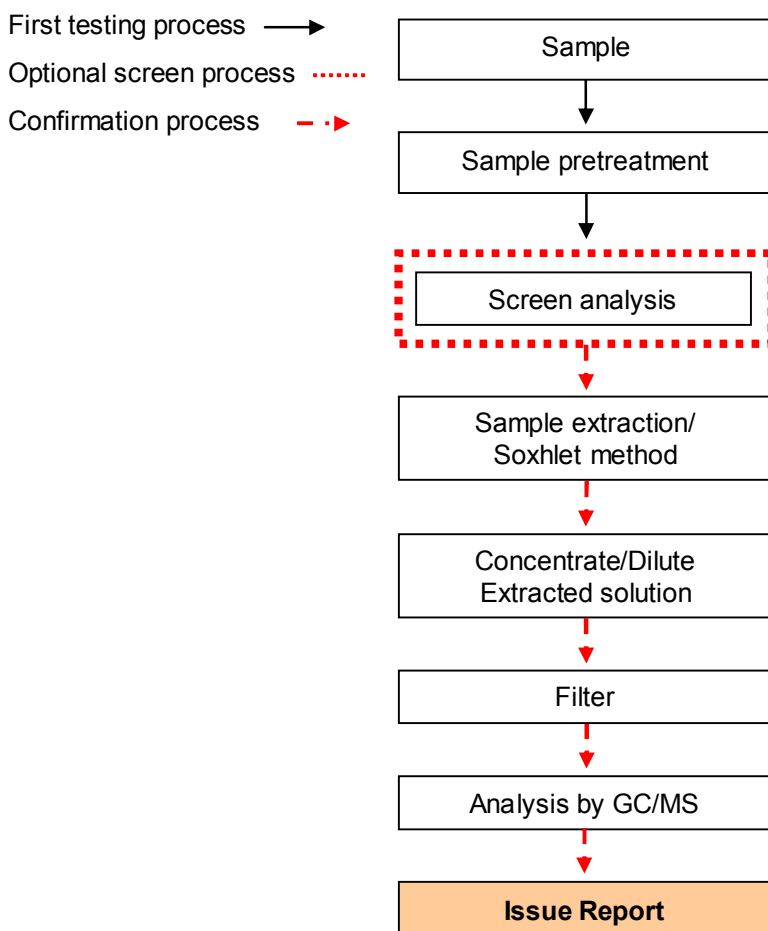 First testing process
Optional screen process
Confirmation process
Sample
Sample pretreatment
Screen analysis
Sample extraction/
Soxhlet method
Concentrate/Dilute
Extracted solution
Filter
Analysis by GC/MS
Issue Report